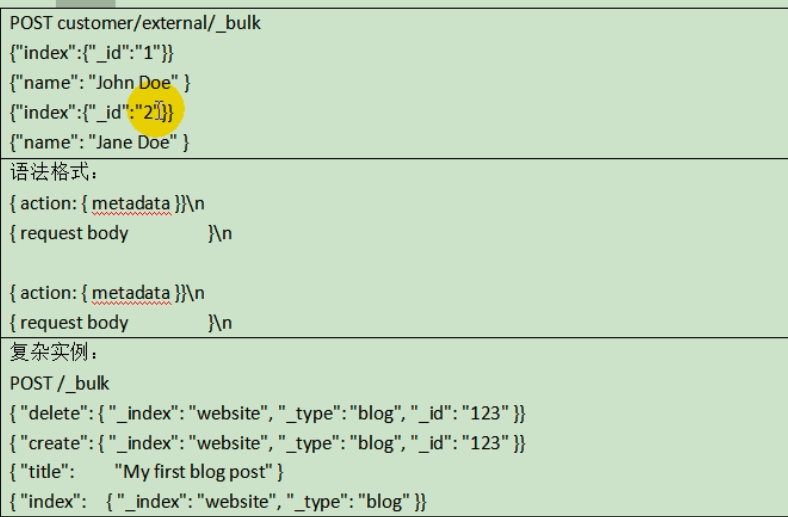 POST customer/external/_bulk
{"index":{"_id":"1"}}
{"name": "John Doe" }
{"index":{"_id":"2"}}
{"name": "Jane Doe" }
语法格式：
{ action: { metadata }}\n
{ request body }\n
{ action: { metadata }}\n
{ request body }\n
复杂实例：
POST /_bulk
{ "delete": { "_index": "website", "_type": "blog", "_id": "123" }}
{ "create": { "_index": "website", "_type": "blog", "_id": "123" }}
{ "title": "My first blog post" }
{ "index": { "_index": "website", "_type": "blog" }}